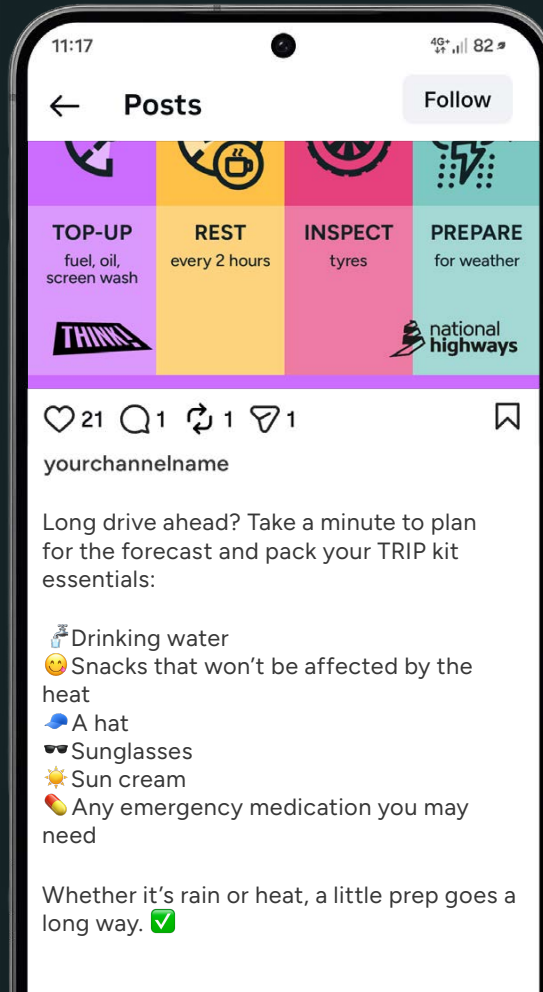 11:17
4G+ 82
Posts
Follow
TOP-UP
fuel, oil,
screen wash
REST
every 2 hours
INSPECT
tyres
PREPARE
for weather
THINK!
national
highways
21 1 1 1
yourchannelname
Long drive ahead? Take a minute to plan
for the forecast and pack your TRIP kit
essentials:
🚰Drinking water
😋Snacks that won’t be affected by the
heat
🧢A hat
🕶️Sunglasses
☀️Sun cream
💊Any emergency medication you may
need
Whether it’s rain or heat, a little prep goes a
long way. ✅